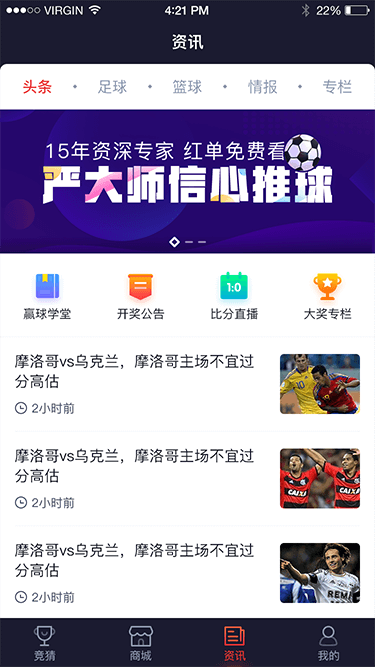 VIRGIN
4:21 PM
22%
资讯
头条 • 足球 • 篮球 • 情报 • 专栏
15年资深专家 红单免费看
严大师信心推球
赢球学堂
开奖公告
1:0
比分直播
大奖专栏
摩洛哥vs乌克兰，摩洛哥主场不宜过
分高估
2小时前
摩洛哥vs乌克兰，摩洛哥主场不宜过
分高估
2小时前
摩洛哥vs乌克兰，摩洛哥主场不宜过
分高估
2小时前
竞猜
商城
资讯
我的